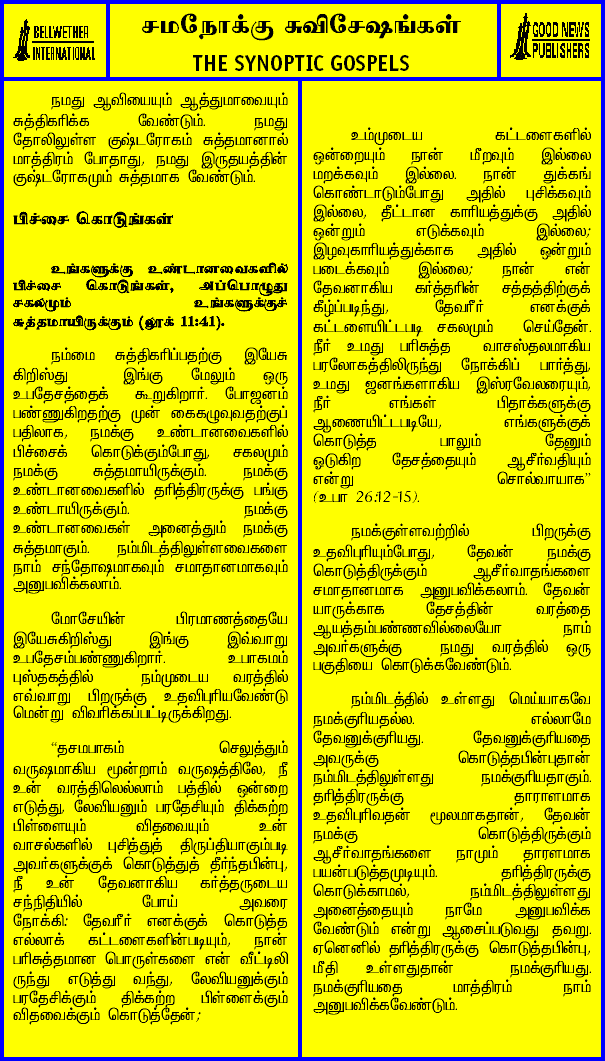 BELLWETHER
INTERNATIONAL
சமநோக்கு சுவிசேஷங்கள்
THE SYNOPTIC GOSPELS
GOOD NEWS
PUBLISHERS
நமது ஆவியையும் ஆத்துமாவையும்
சுத்திகரிக்க வேண்டும். நமது
தோலிலுள்ள குஷ்டரோகம் சுத்தமானால்
மாத்திரம் போதாது, நமது இருதயத்தின்
குஷ்டரோகமும் சுத்தமாக வேண்டும்.
பிச்சை கொடுங்கள்
உங்களுக்கு உண்டானவைகளில்
பிச்சை கொடுங்கள், அப்பொழுது
சகலமும் உங்களுக்குச்
சுத்தமாயிருக்கும் (லூக் 11:41).
நம்மை சுத்திகரிப்பதற்கு இயேசு
கிறிஸ்து இங்கு மேலும் ஒரு
உபதேசத்தைக் கூறுகிறார். போஜனம்
பண்ணுகிறதற்கு முன் கைகழுவுவதற்குப்
பதிலாக, நமக்கு உண்டானவைகளில்
பிச்சைக் கொடுக்கும்போது, சகலமும்
நமக்கு சுத்தமாயிருக்கும். நமக்கு
உண்டானவைகளில் தரித்திரருக்கு பங்கு
உண்டாயிருக்கும். நமக்கு
உண்டானவைகள் அனைத்தும் நமக்கு
சுத்தமாகும். நம்மிடத்திலுள்ளவைகளை
நாம் சந்தோஷமாகவும் சமாதானமாகவும்
அனுபவிக்கலாம்.
மோசேயின் பிரமாணத்தையே
இயேசுகிறிஸ்து இங்கு இவ்வாறு
உபதேசம்பண்ணுகிறார். உபாகமம்
புஸ்தகத்தில் நம்முடைய வரத்தில்
எவ்வாறு பிறருக்கு உதவிபுரியவேண்டு
மென்று விவரிக்கப்பட்டிருக்கிறது.
“தசமபாகம் செலுத்தும்
வருஷமாகிய மூன்றாம் வருஷத்திலே, நீ
உன் வரத்திலெல்லாம் பத்தில் ஒன்றை
எடுத்து, லேவியனும் பரதேசியும் திக்கற்ற
பிள்ளையும் விதவையும் உன்
வாசல்களில் புசித்துத் திருப்தியாகும்படி
அவர்களுக்குக் கொடுத்துத் தீர்ந்தபின்பு,
நீ உன் தேவனாகிய கர்த்தருடைய
சந்நிதியில் போய் அவரை
நோக்கி: தேவரீர் எனக்குக் கொடுத்த
எல்லாக் கட்டளைகளின்படியும், நான்
பரிசுத்தமான பொருள்களை என் வீட்டிலி
ருந்து எடுத்து வந்து, லேவியனுக்கும்
பரதேசிக்கும் திக்கற்ற பிள்ளைக்கும்
விதவைக்கும் கொடுத்தேன்;
உம்முடைய கட்டளைகளில்
ஒன்றையும் நான் மீறவும் இல்லை
மறக்கவும் இல்லை. நான் துக்கங்
கொண்டாடும்போது அதில் புசிக்கவும்
இல்லை, தீட்டான காரியத்துக்கு அதில்
ஒன்றும் எடுக்கவும் இல்லை;
இழவுகாரியத்துக்காக அதில் ஒன்றும்
படைக்கவும் இல்லை; நான் என்
தேவனாகிய கர்த்தரின் சத்தத்திற்குக்
கீழ்ப்படிந்து, தேவரீர் எனக்குக்
கட்டளையிட்டபடி சகலமும் செய்தேன்.
நீர் உமது பரிசுத்த வாசஸ்தலமாகிய
பரலோகத்திலிருந்து நோக்கிப் பார்த்து,
உமது ஜனங்களாகிய இஸ்ரவேலரையும்,
நீர் எங்கள் பிதாக்களுக்கு
ஆணையிட்டபடியே, எங்களுக்குக்
கொடுத்த பாலும் தேனும்
ஓடுகிற தேசத்தையும் ஆசீர்வதியும்
என்று சொல்வாயாக”
(உபா 26:12-15).
நமக்குள்ளவற்றில் பிறருக்கு
உதவிபுரியும்போது, தேவன் நமக்கு
கொடுத்திருக்கும் ஆசீர்வாதங்களை
சமாதானமாக அனுபவிக்கலாம். தேவன்
யாருக்காக தேசத்தின் வரத்தை
ஆயத்தம்பண்ணவில்லையோ நாம்
அவர்களுக்கு நமது வரத்தில் ஒரு
பகுதியை கொடுக்கவேண்டும்.
நம்மிடத்தில் உள்ளது மெய்யாகவே
நமக்குரியதல்ல. எல்லாமே
தேவனுக்குரியது. தேவனுக்குரியதை
அவருக்கு கொடுத்தபின்புதான்
நம்மிடத்திலுள்ளது நமக்குரியதாகும்.
தரித்திரருக்கு தாராளமாக
உதவிபுரிவதன் மூலமாகதான், தேவன்
நமக்கு கொடுத்திருக்கும்
ஆசீர்வாதங்களை நாமும் தாரளமாக
பயன்படுத்தமுடியும். தரித்திரருக்கு
கொடுக்காமல், நம்மிடத்திலுள்ளது
அனைத்தையும் நாமே அனுபவிக்க
வேண்டும் என்று ஆசைப்படுவது தவறு.
ஏனெனில் தரித்திரருக்கு கொடுத்தபின்பு,
மீதி உள்ளதுதான் நமக்குரியது.
நமக்குரியதை மாத்திரம் நாம்
அனுபவிக்கவேண்டும்.